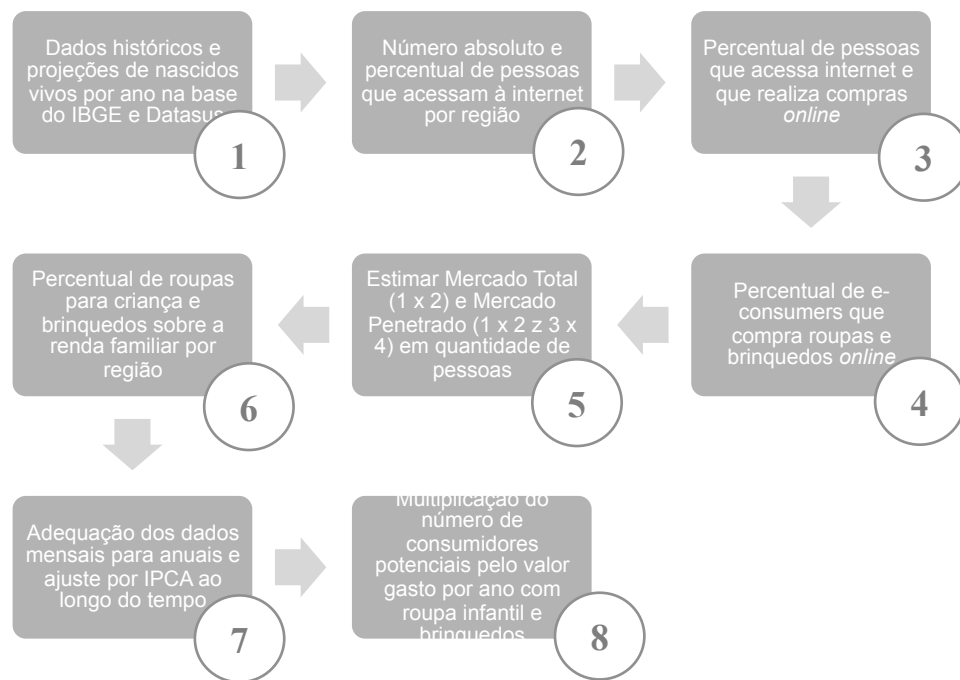 Dados históricos e
projeções de nascidos
vivos por ano na base
do IBGE e Datasus
1
Número absoluto e
percentual de pessoas
que acessam à internet
por região
2
Percentual de pessoas
que acessa internet e
que realiza compras
online
3
Percentual de e-
consumers que
compra roupas e
brinquedos online
4
Estimar Mercado Total
(1 x 2) e Mercado
Penetrado (1 x 2 z 3 x
4) em quantidade de
pessoas
5
Percentual de roupas
para criança e
brinquedos sobre a
renda familiar por
região
6
Adequação dos dados
mensais para anuais e
ajuste por IPCA ao
longo do tempo
7
Multiplicação do
número de
consumidores
potenciais pelo valor
gasto por ano com
roupa infantil e
brinquedos
8